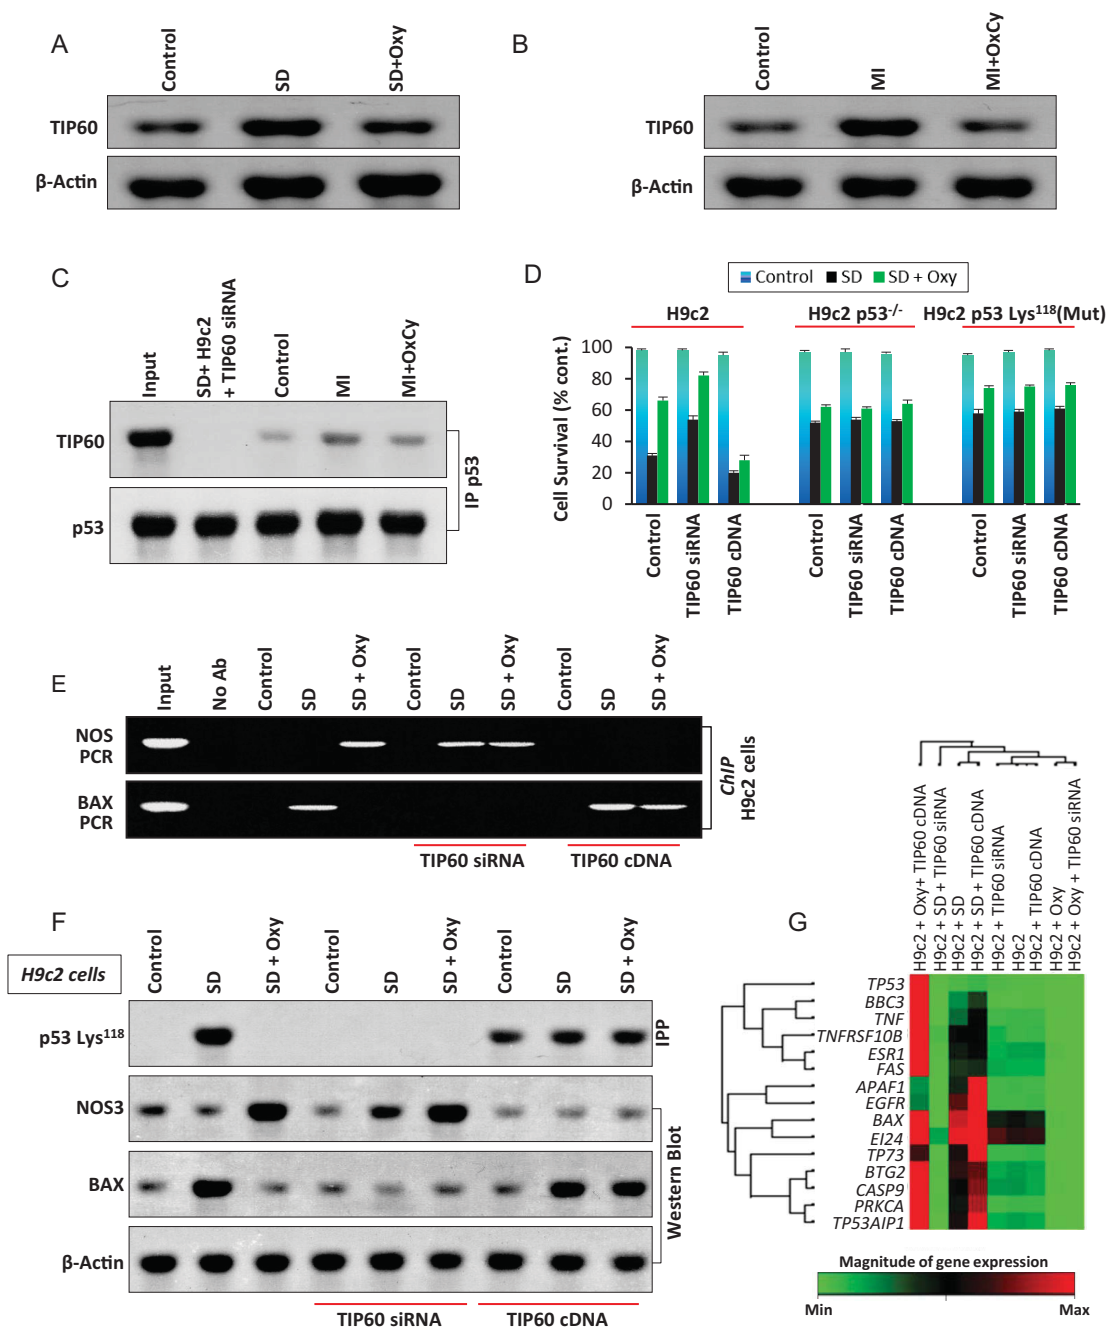 A
Control
SD
SD+Oxy
TIP60
β-Actin
B
Control
MI
MI+OxCy
TIP60
β-Actin
C
Input
SD+ H9c2
+ TIP60 siRNA
Control
MI
MI+OxCy
TIP60
p53
IP p53
D
Control SD SD + Oxy
H9c2
H9c2 p53-/-
H9c2 p53 Lys118(Mut)
Cell Survival (% cont.)
100
80
60
40
20
0
Control
TIP60 siRNA
TIP60 cDNA
Control
TIP60 siRNA
TIP60 cDNA
Control
TIP60 siRNA
TIP60 cDNA
E
Input
No Ab
Control
SD
SD + Oxy
Control
SD
SD + Oxy
Control
SD
SD + Oxy
NOS
PCR
BAX
PCR
ChIP
H9c2 cells
TIP60 siRNA
TIP60 cDNA
F
H9c2 cells
Control
SD
SD + Oxy
Control
SD
SD + Oxy
Control
SD
SD + Oxy
p53 Lys118
IPP
NOS3
BAX
β-Actin
Western Blot
TIP60 siRNA
TIP60 cDNA
G
H9c2 + Oxy+ TIP60 cDNA
H9c2 + SD + TIP60 siRNA
H9c2 + SD
H9c2 + SD + TIP60 cDNA
H9c2 + TIP60 siRNA
H9c2
H9c2 + TIP60 cDNA
H9c2 + Oxy
H9c2 + Oxy + TIP60 siRNA
TP53
BBC3
TNF
TNFRSF10B
ESR1
FAS
APAF1
EGFR
BAX
EI24
TP73
BTG2
CASP9
PRKCA
TP53AIP1
Magnitude of gene expression
Min
Max